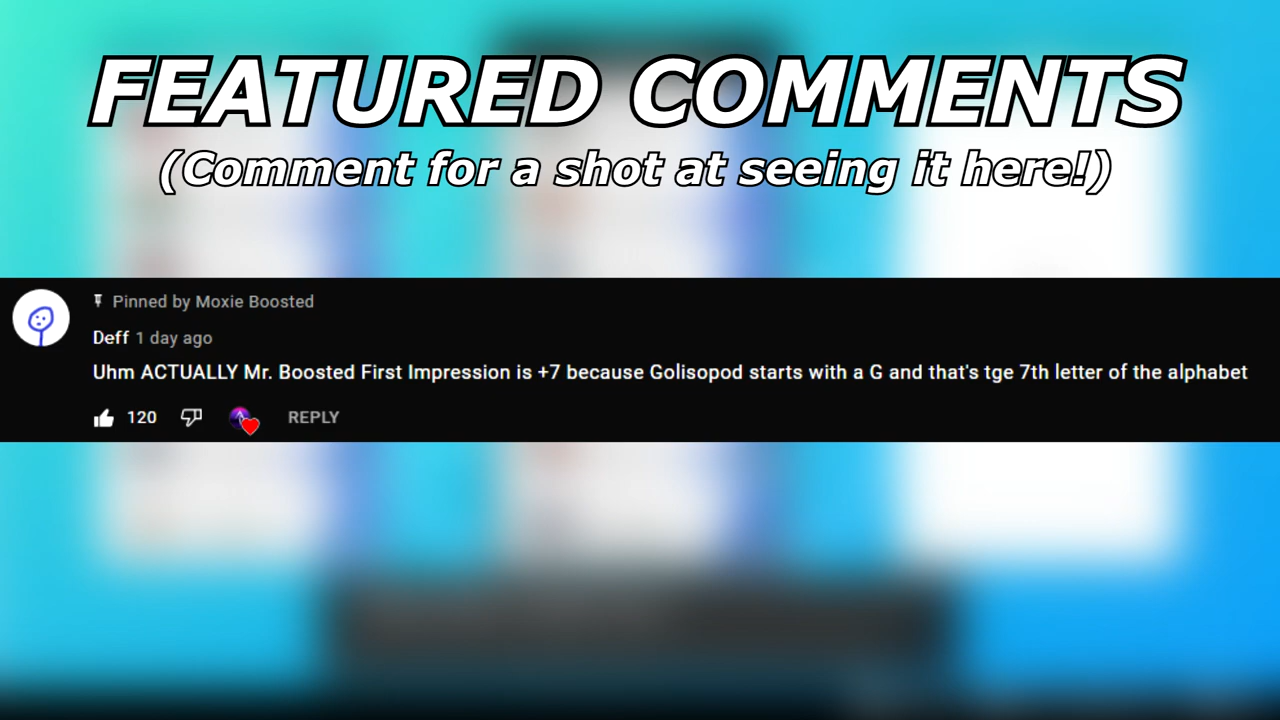 FEATURED COMMENTS
(Comment for a shot at seeing it here!)
Pinned by Moxie Boosted
Deff 1 day ago
Uhm ACTUALLY Mr. Boosted First Impression is +7 because Golisopod starts with a G and that's tge 7th letter of the alphabet
120 REPLY